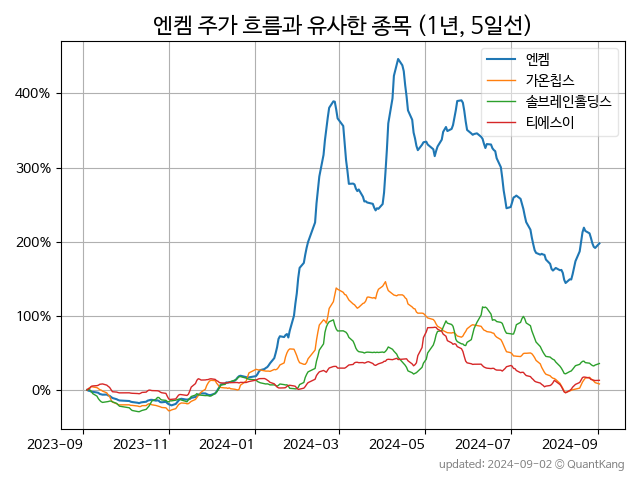 엔켐 주가 흐름과 유사한 종목 (1년, 5일선)
엔켐
가온칩스
솔브레인홀딩스
티에스이
400%
300%
200%
100%
0%
2023-09 2023-11 2024-01 2024-03 2024-05 2024-07 2024-09
updated: 2024-09-02 © QuantKang